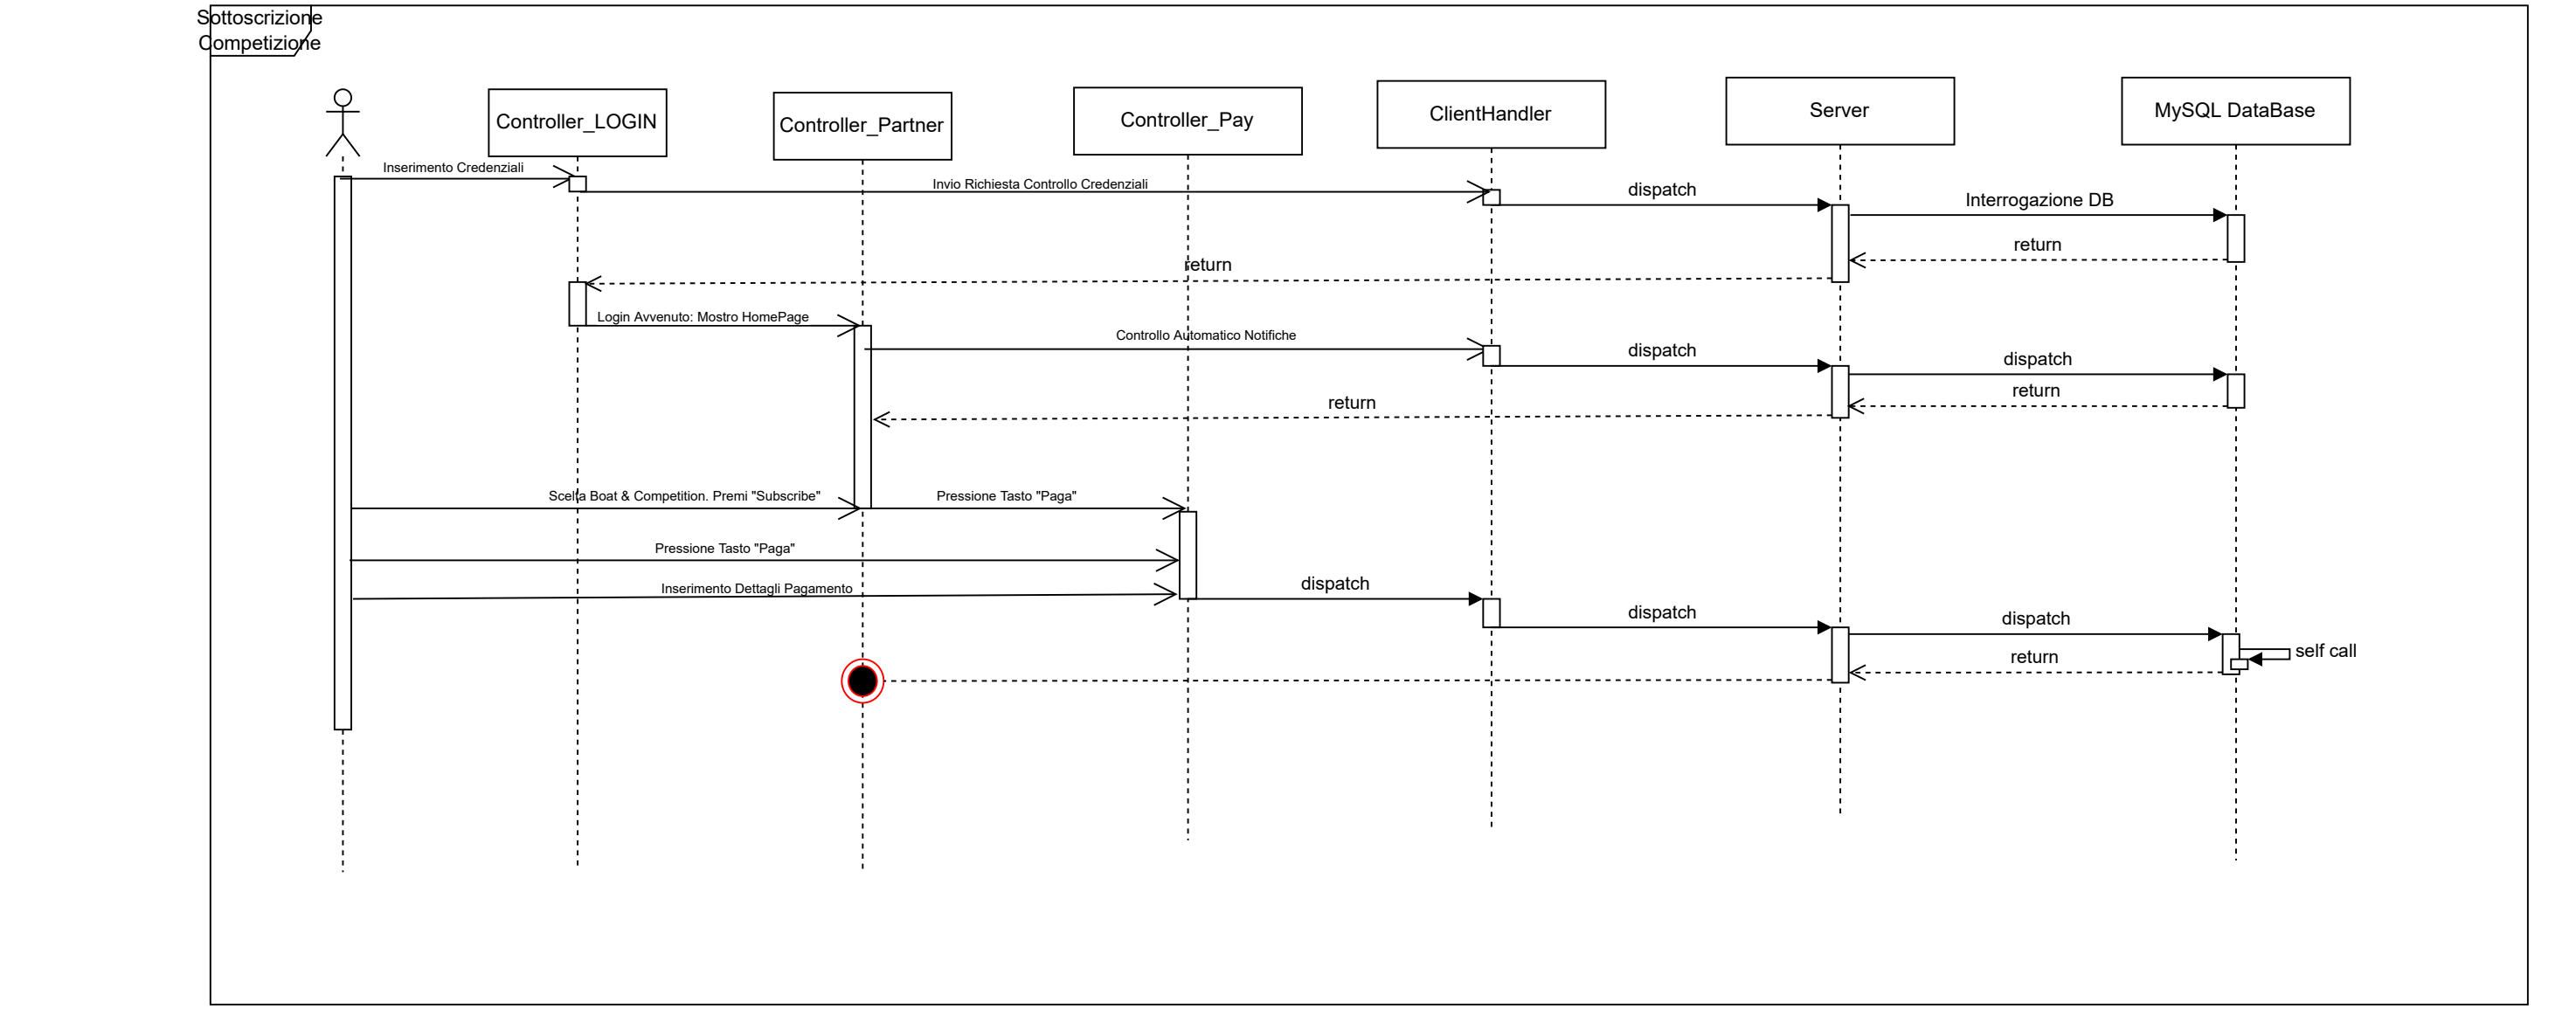 Sottoscrizione
Competizione
Controller_LOGIN
Controller_Partner
Controller_Pay
ClientHandler
Server
MySQL DataBase
Inserimento Credenziali
Invio Richiesta Controllo Credenziali
dispatch
Interrogazione DB
return
return
Login Avvenuto: Mostro HomePage
Controllo Automatico Notifiche
dispatch
dispatch
return
return
Scelta Boat & Competition. Premi "Subscribe"
Pressione Tasto "Paga"
Pressione Tasto "Paga"
Inserimento Dettagli Pagamento
dispatch
dispatch
dispatch
self call
return